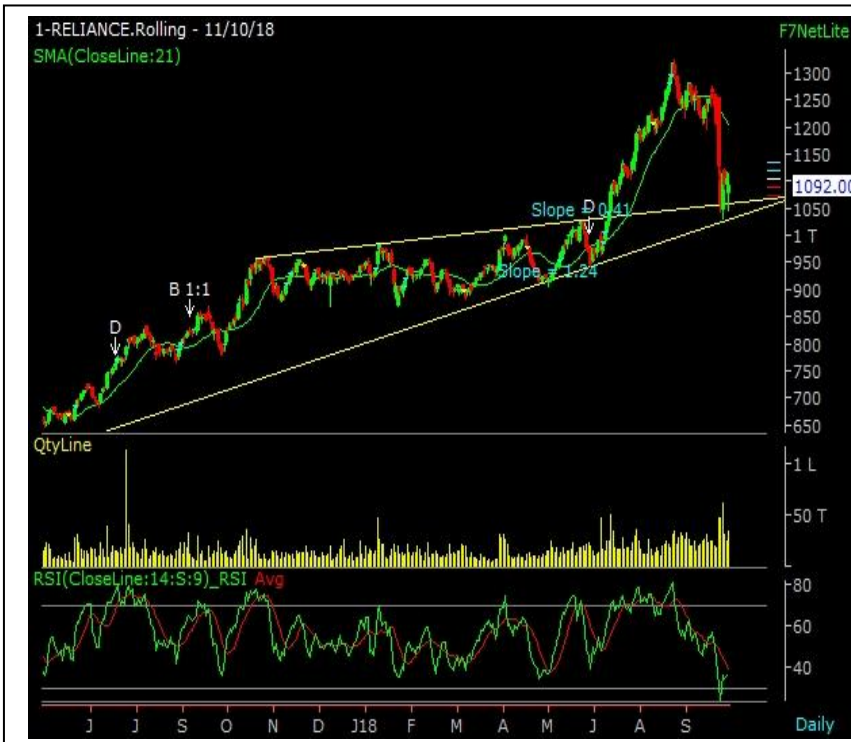 1-RELIANCE.Rolling - 11/10/18
F7NetLite
SMA(CloseLine:21)
1300
1250
1200
1150
1092.00
1050
1 T
950
900
850
800
750
700
650
Slope = 0.41
D
Slope = 1.24
B 1:1
D
QtyLine
1 L
50 T
RSI(CloseLine:14:S:9)_RSI Avg
80
60
40
J J S O N D J18 F M A M J A S
Daily